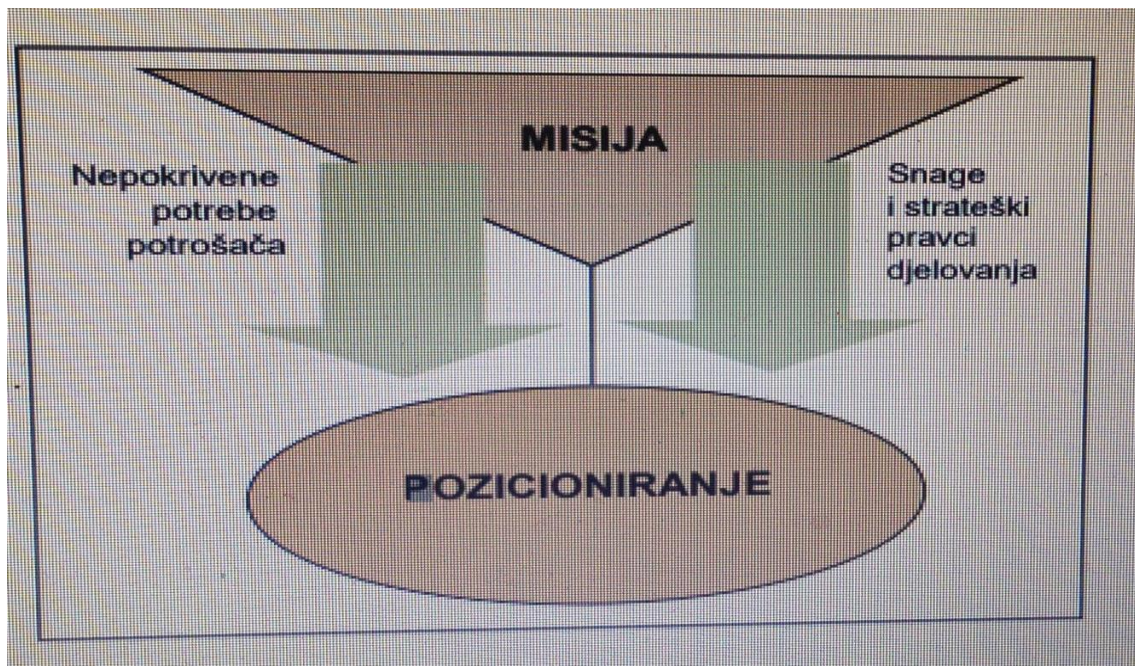 MISIJA
Nepokrivene
potrebe
potrošača
Snage
i strateški
pravci
djelovanja
POZICIONIRANJE